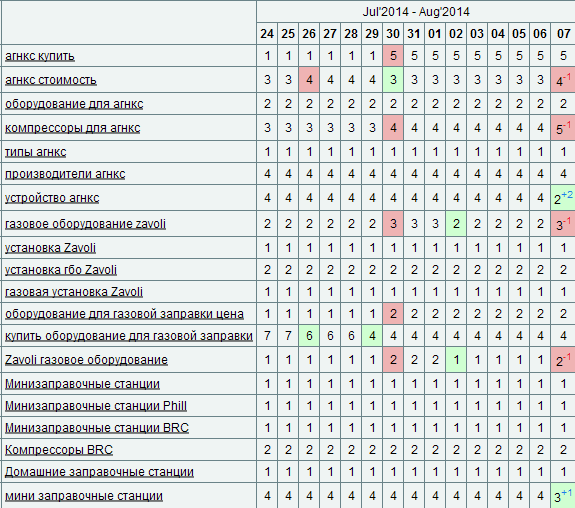 Jul'2014 - Aug'2014
24 25 26 27 28 29 30 31 01 02 03 04 05 06 07
агнкс купить 1 1 1 1 1 1 5 5 5 5 5 5 5 5 5
агнкс стоимость 3 3 4 4 4 4 3 3 3 3 3 3 3 3 4-1
оборудование для агнкс 2 2 2 2 2 2 2 2 2 2 2 2 2 2 2
компрессоры для агнкс 3 3 3 3 3 3 4 4 4 4 4 4 4 4 5-1
типы агнкс 1 1 1 1 1 1 1 1 1 1 1 1 1 1 1
производители агнкс 4 4 4 4 4 4 4 4 4 4 4 4 4 4 4
устройство агнкс 4 4 4 4 4 4 4 4 4 4 4 4 4 4 2+2
газовое оборудование zavoli 2 2 2 2 2 2 3 3 3 2 2 2 2 2 3-1
установка Zavoli 1 1 1 1 1 1 1 1 1 1 1 1 1 1 1
установка гбо Zavoli 2 2 2 2 2 2 2 2 2 2 2 2 2 2 2
газовая установка Zavoli 1 1 1 1 1 1 1 1 1 1 1 1 1 1 1
оборудование для газовой заправки цена 1 1 1 1 1 1 2 2 2 2 2 2 2 2 2
купить оборудование для газовой заправки 7 7 6 6 6 4 4 4 4 4 4 4 4 4 4
Zavoli газовое оборудование 1 1 1 1 1 1 2 2 2 1 1 1 1 1 2-1
Минизаправочные станции 1 1 1 1 1 1 1 1 1 1 1 1 1 1 1
Минизаправочные станции Phill 1 1 1 1 1 1 1 1 1 1 1 1 1 1 1
Минизаправочные станции BRC 1 1 1 1 1 1 1 1 1 1 1 1 1 1 1
Компрессоры BRC 2 2 2 2 2 2 2 2 2 2 2 2 2 2 2
Домашние заправочные станции 1 1 1 1 1 1 1 1 1 1 1 1 1 1 1
мини заправочные станции 4 4 4 4 4 4 4 4 4 4 4 4 4 4 3+1